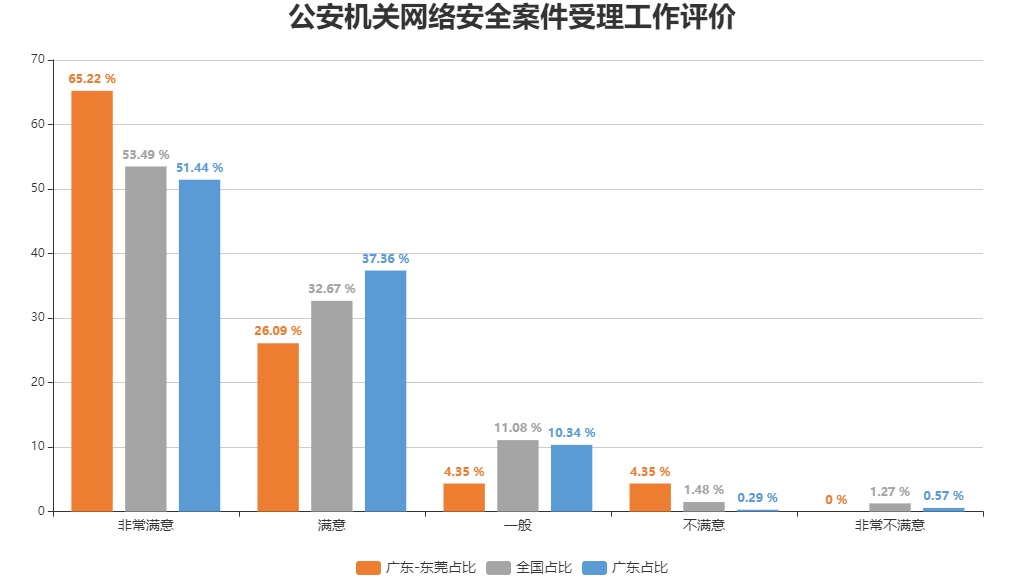 公安机关网络安全案件受理工作评价
70
60
50
40
30
20
10
0
65.22 %
53.49 %
51.44 %
26.09 %
32.67 %
37.36 %
4.35 %
11.08 %
10.34 %
4.35 %
1.48 %
0.29 %
0 %
1.27 %
0.57 %
非常满意
满意
一般
不满意
非常不满意
广东-东莞占比
全国占比
广东占比